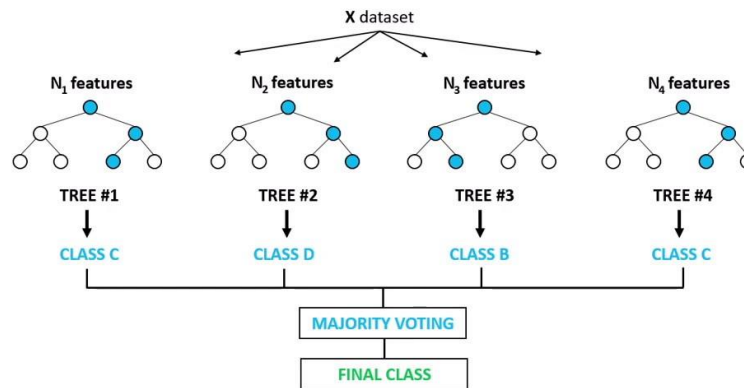 X dataset
N₁ features N₂ features N₃ features N₄ features
TREE #1 TREE #2 TREE #3 TREE #4
CLASS C CLASS D CLASS B CLASS C
MAJORITY VOTING
FINAL CLASS